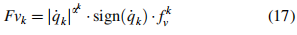 Fv_k = |q̇_k|^{∝^k} · sign(q̇_k) · f_v^k (17)